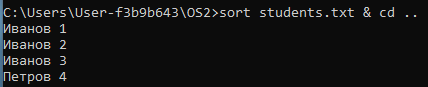 C:\Users\User-f3b9b643\OS2>sort students.txt & cd ..
Иванов 1
Иванов 2
Иванов 3
Петров 4